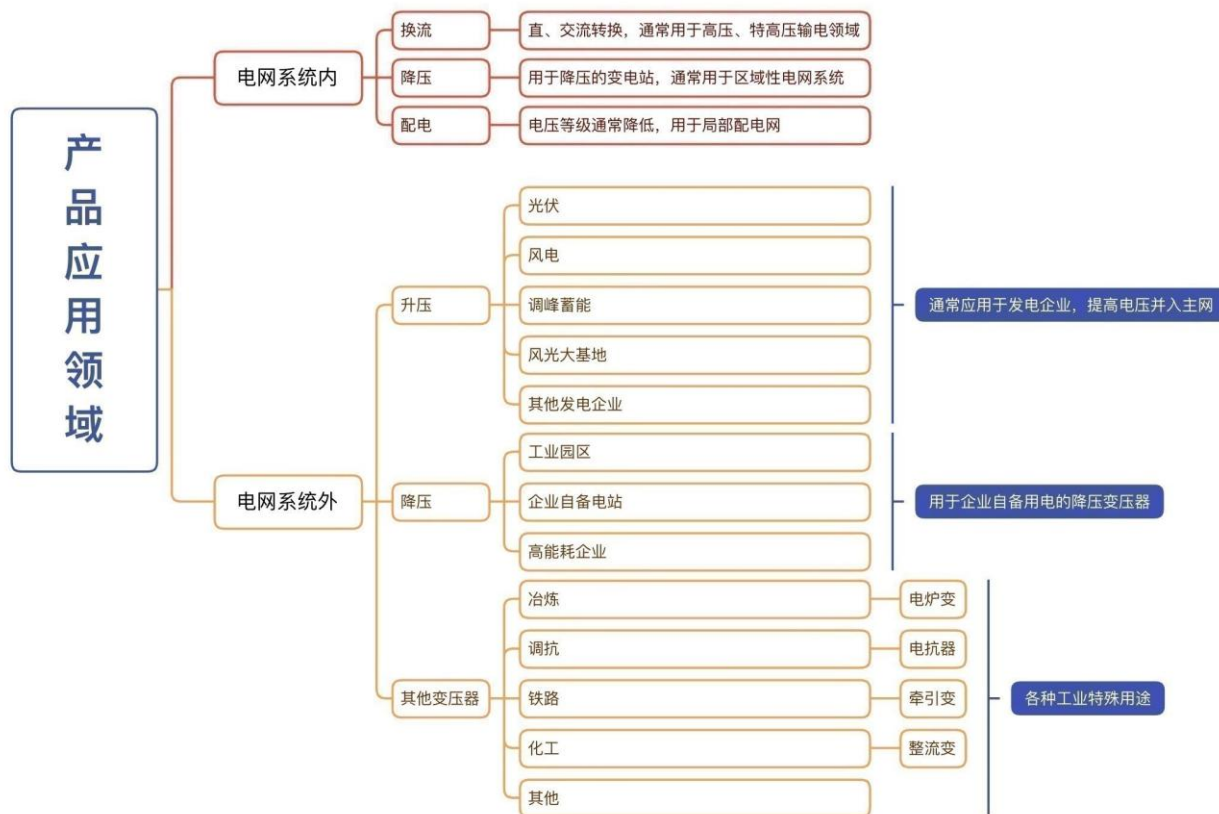 产品应用领域
电网系统内
换流
直、交流转换，通常用于高压、特高压输电领域
降压
用于降压的变电站，通常用于区域性电网系统
配电
电压等级通常降低，用于局部配电网
电网系统外
升压
光伏
风电
调峰蓄能
风光大基地
其他发电企业
通常应用于发电企业，提高电压并入主网
降压
工业园区
企业自备电站
高能耗企业
用于企业自备用电的降压变压器
其他变压器
冶炼
电炉变
调抗
电抗器
铁路
牵引变
化工
整流变
其他
各种工业特殊用途